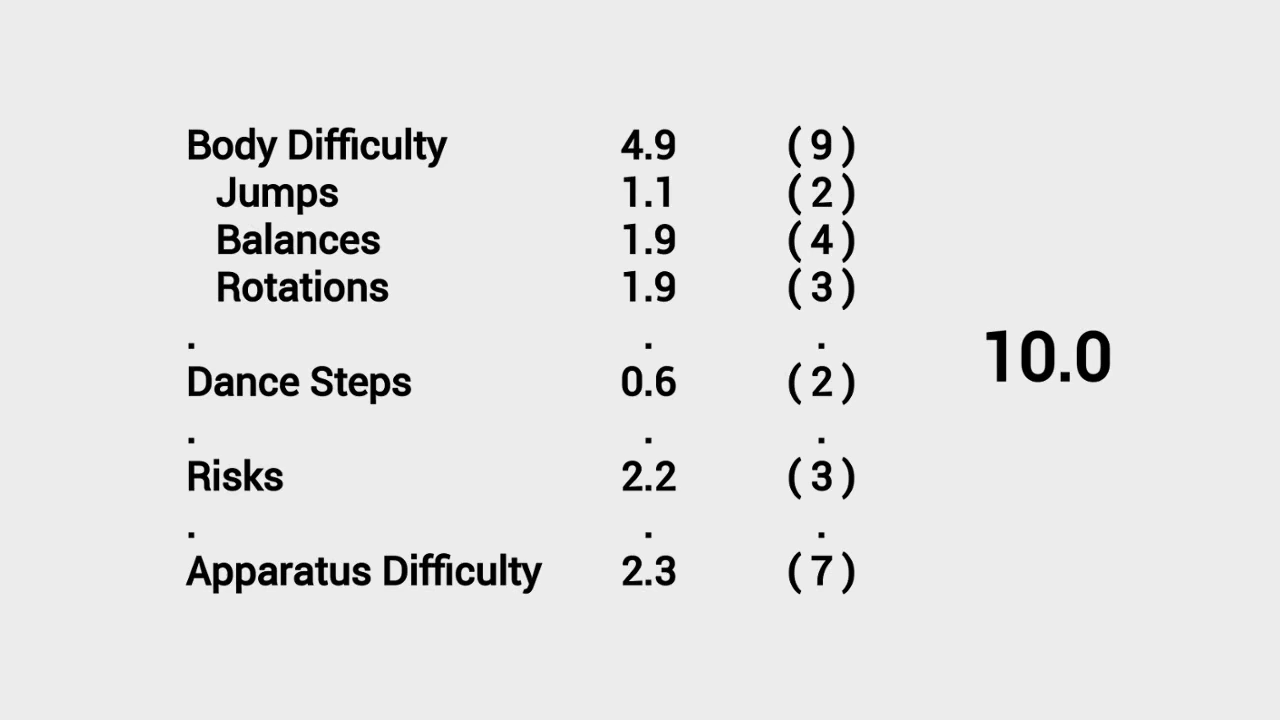 Body Difficulty 4.9 ( 9 )
Jumps 1.1 ( 2 )
Balances 1.9 ( 4 )
Rotations 1.9 ( 3 )
. . .
10.0
Dance Steps 0.6 ( 2 )
. . .
Risks 2.2 ( 3 )
. . .
Apparatus Difficulty 2.3 ( 7 )